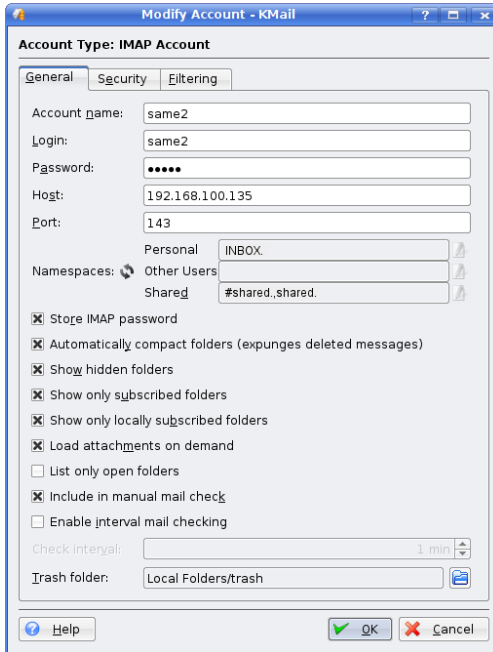 Modify Account - KMail
Account Type: IMAP Account
General Security Filtering
Account name: same2
Login: same2
Password: •••••
Host: 192.168.100.135
Port: 143
Personal INBOX.
Namespaces: Other Users
Shared #shared.,shared.
Store IMAP password
Automatically compact folders (expunges deleted messages)
Show hidden folders
Show only subscribed folders
Show only locally subscribed folders
Load attachments on demand
List only open folders
Include in manual mail check
Enable interval mail checking
Check interval: 1 min
Trash folder: Local Folders/trash
Help OK Cancel